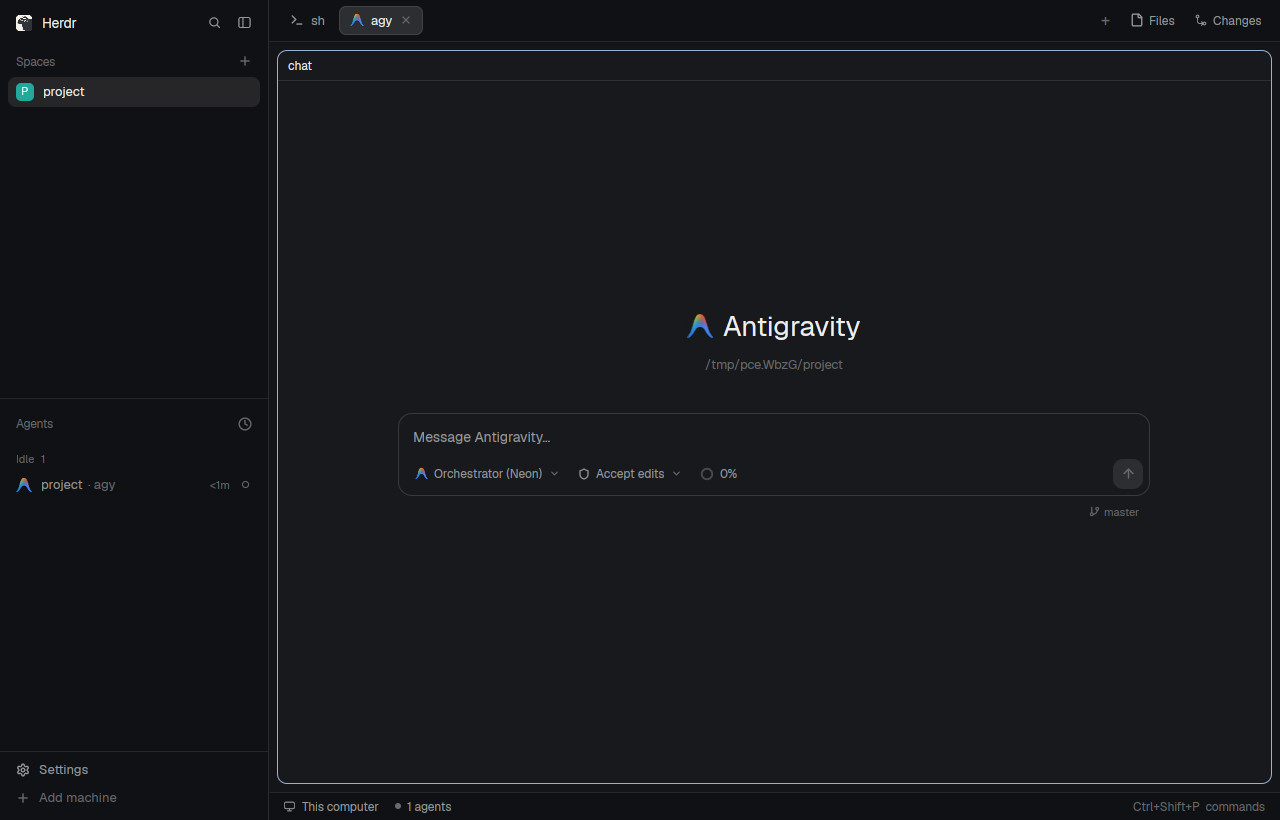 Herdr
Spaces
P project
Agents
Idle 1
project · agy <1m
Settings
Add machine
sh
agy
Files
Changes
chat
Antigravity
/tmp/pce.WbzG/project
Message Antigravity...
Orchestrator (Neon) Accept edits 0%
master
This computer 1 agents
Ctrl+Shift+P commands